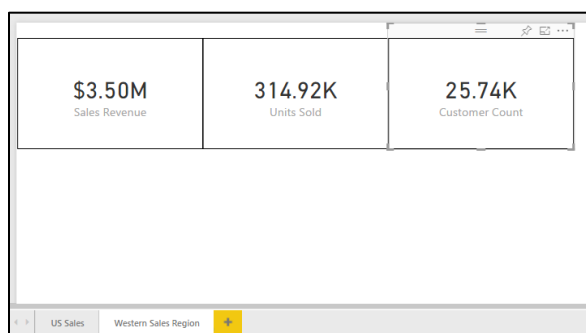 $3.50M
Sales Revenue
314.92K
Units Sold
25.74K
Customer Count
US Sales
Western Sales Region